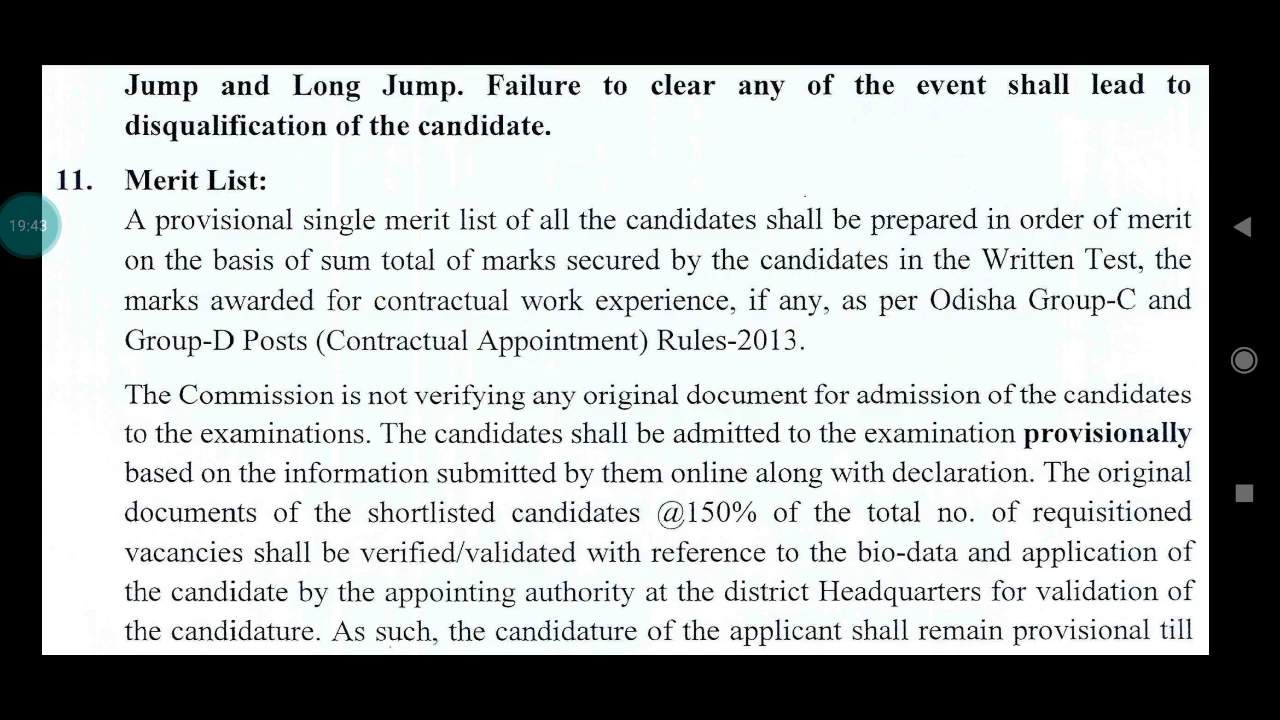 Jump and Long Jump. Failure to clear any of the event shall lead to
disqualification of the candidate.
11. Merit List:
19:43
A provisional single merit list of all the candidates shall be prepared in order of merit
on the basis of sum total of marks secured by the candidates in the Written Test, the
marks awarded for contractual work experience, if any, as per Odisha Group-C and
Group-D Posts (Contractual Appointment) Rules-2013.
The Commission is not verifying any original document for admission of the candidates
to the examinations. The candidates shall be admitted to the examination provisionally
based on the information submitted by them online along with declaration. The original
documents of the shortlisted candidates @150% of the total no. of requisitioned
vacancies shall be verified/validated with reference to the bio-data and application of
the candidate by the appointing authority at the district Headquarters for validation of
the candidature. As such, the candidature of the applicant shall remain provisional till